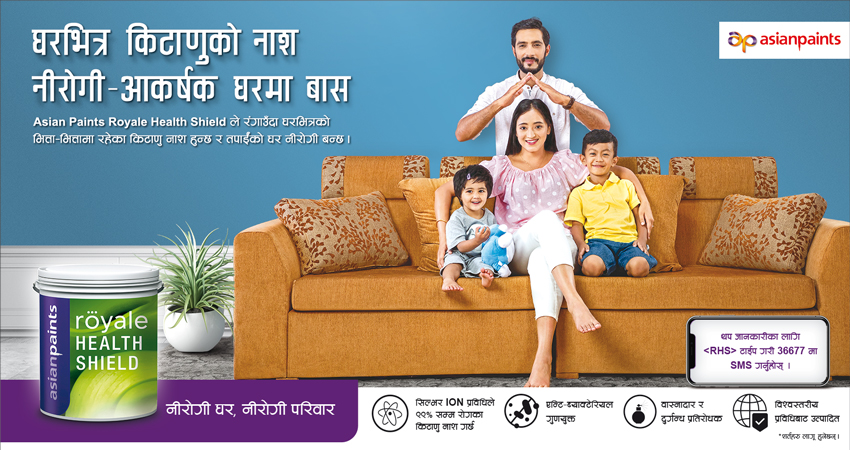 घरभित्र किटाणुको नाश
नीरोगी-आकर्षक घरमा बास
Asian Paints Royale Health Shield ले रंगाउँदा घरभित्रको
भित्ता-भित्तामा रहेका किटाणु नाश हुन्छ र तपाईंको घर नीरोगी बन्छ ।
asianpaints
asianpaints
röyale
HEALTH
SHIELD
थप जानकारीका लागि
<RHS> टाईप गरी 36677 मा
SMS गर्नुहोस् ।
नीरोगी घर, नीरोगी परिवार
सिल्भर ION प्रविधिले
९९% सम्म रोगका
किटाणु नाश गर्छ
एन्टि-ब्याक्टेरियल
गुणयुक्त
वास्नादार र
दुर्गन्ध प्रतिरोधक
विश्वस्तरीय
प्रविधिबाट उत्पादित
*शर्तहरु लागू हुनेछन् ।